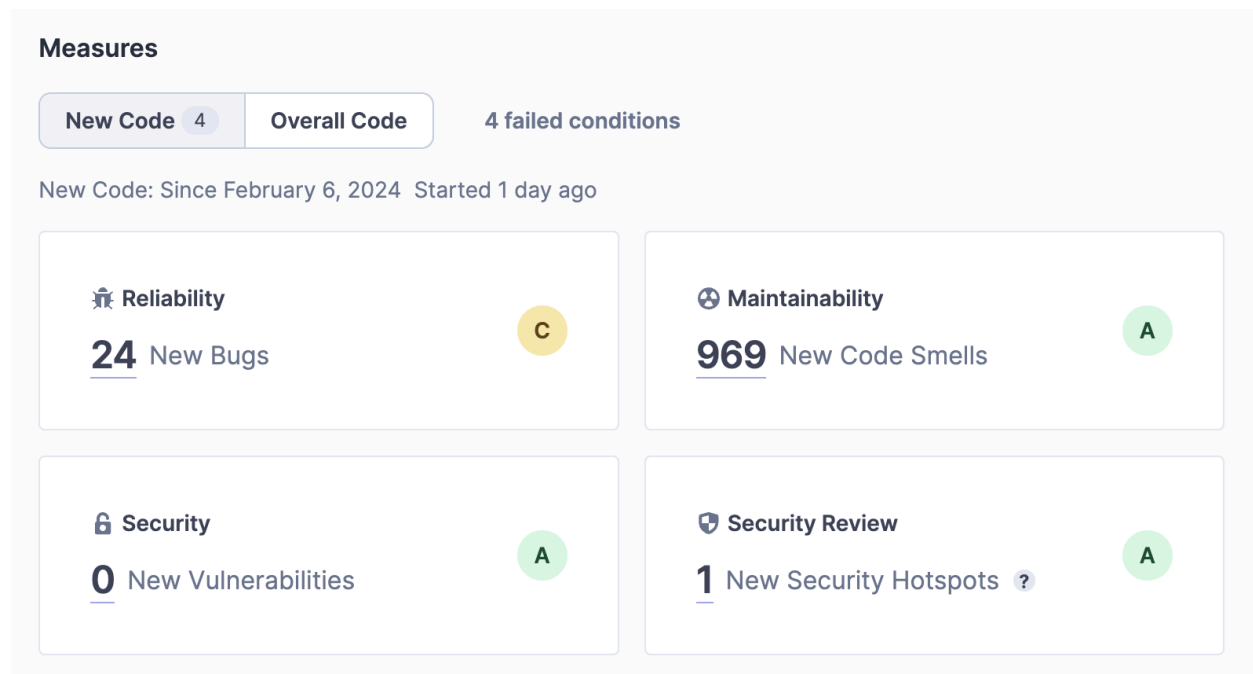 Measures
New Code 4 Overall Code 4 failed conditions
New Code: Since February 6, 2024 Started 1 day ago
Reliability
24 New Bugs
C
Maintainability
969 New Code Smells
A
Security
0 New Vulnerabilities
A
Security Review
1 New Security Hotspots ?
A